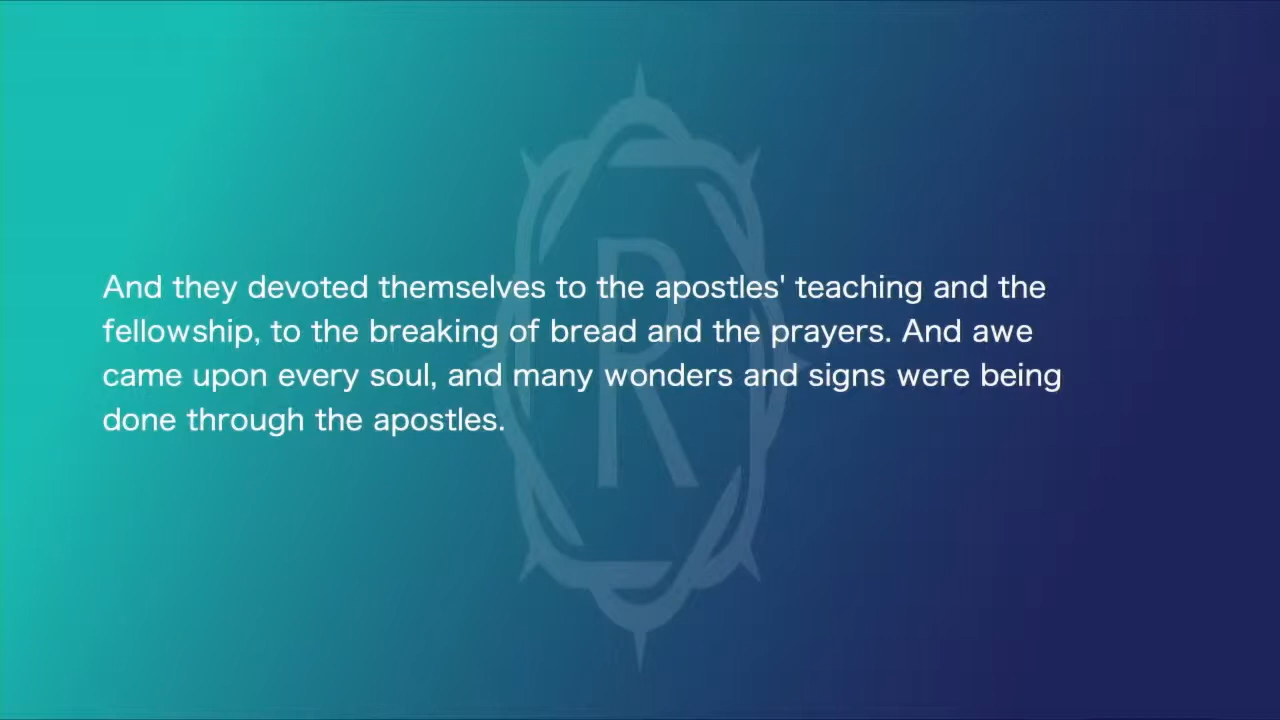 And they devoted themselves to the apostles' teaching and the
fellowship, to the breaking of bread and the prayers. And awe
came upon every soul, and many wonders and signs were being
done through the apostles.
R